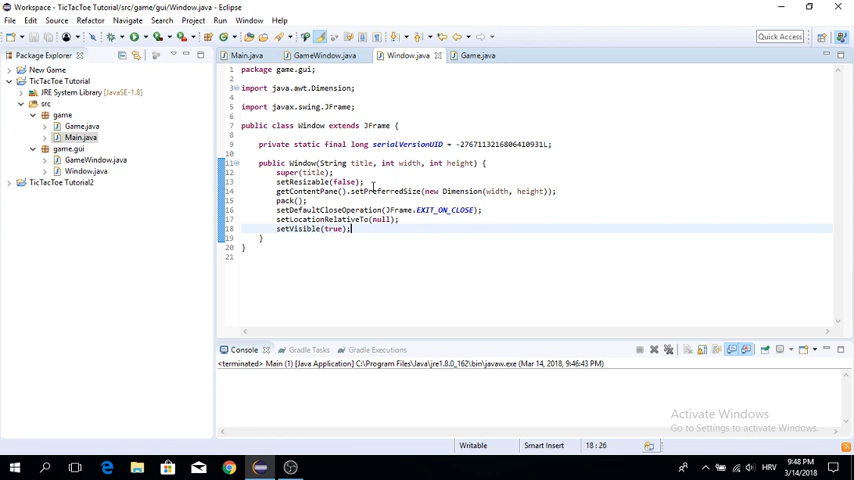 Workspace - TicTacToe Tutorial/src/game/gui/Window.java - Eclipse
File Edit Source Refactor Navigate Search Project Run Window Help
Quick Access
Package Explorer
New Game
TicTacToe Tutorial
JRE System Library [JavaSE-1.8]
src
game
Game.java
Main.java
game.gui
GameWindow.java
Window.java
TicTacToe Tutorial2
Main.java GameWindow.java Window.java Game.java
1 package game.gui;
2
3 import java.awt.Dimension;
4
5 import javax.swing.JFrame;
6
7 public class Window extends JFrame {
8
9 private static final long serialVersionUID = -2767113216806410931L;
10
11 public Window(String title, int width, int height) {
12 super(title);
13 setResizable(false);
14 getContentPane().setPreferredSize(new Dimension(width, height));
15 pack();
16 setDefaultCloseOperation(JFrame.EXIT_ON_CLOSE);
17 setLocationRelativeTo(null);
18 setVisible(true);
19 }
20 }
21
Console Gradle Tasks Gradle Executions
<terminated> Main (1) [Java Application] C:\Program Files\Java\jre1.8.0_162\bin\javaw.exe (Mar 14, 2018, 9:46:43 PM)
Activate Windows
Go to Settings to activate Windows.
Writable Smart Insert 18 : 26
HRV
9:48 PM
3/14/2018